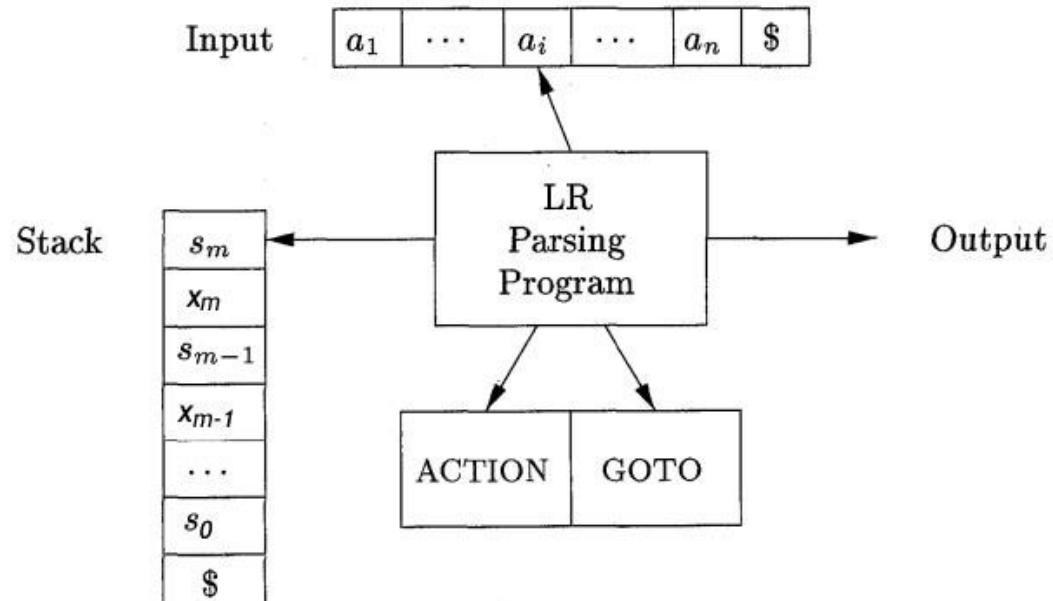 Input a₁ ··· aᵢ ··· aₙ $
LR
Parsing
Program
Stack
Output
sₘ
xₘ
sₘ₋₁
xₘ₋₁
···
s₀
$
ACTION GOTO